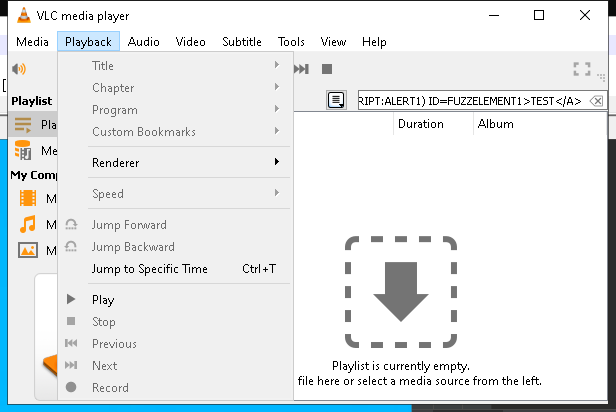 VLC media player
Media Playback Audio Video Subtitle Tools View Help
Title
Chapter
Program
Custom Bookmarks
Renderer
Speed
Jump Forward
Jump Backward
Jump to Specific Time Ctrl+T
Play
Stop
Previous
Next
Record
Playlist
Pla
Me
My Comp
M
M
M
RIPT:ALERT1) ID=FUZZELEMENT1>TEST</A>
Duration Album
Playlist is currently empty.
file here or select a media source from the left.